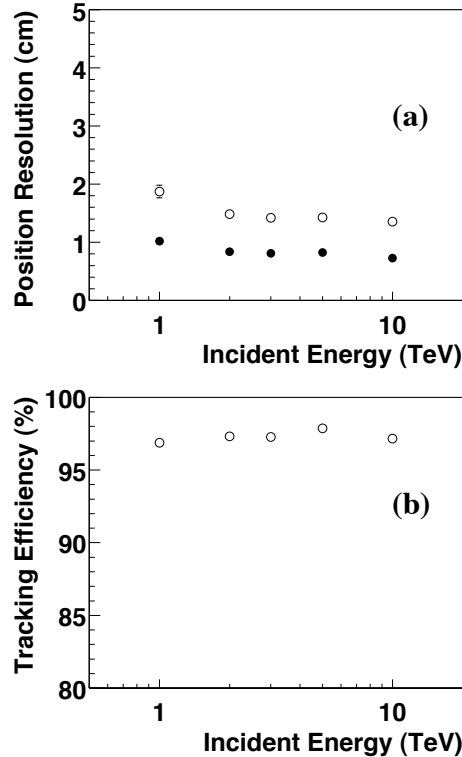 Position Resolution (cm)
5
4
3
2
1
0
(a)
1
10
Incident Energy (TeV)
Tracking Efficiency (%)
100
95
90
85
80
(b)
1
10
Incident Energy (TeV)